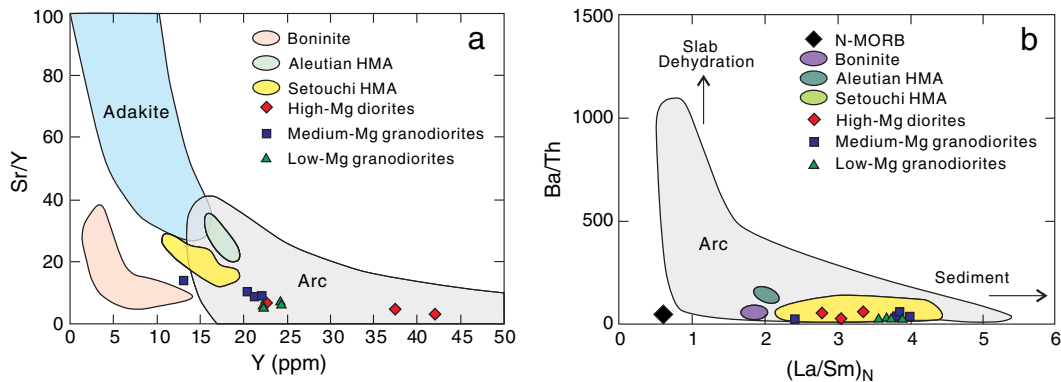 a
Boninite
Aleutian HMA
Setouchi HMA
High-Mg diorites
Medium-Mg granodiorites
Low-Mg granodiorites
Adakite
Arc
Sr/Y
100
80
60
40
20
0
0 5 10 15 20 25 30 35 40 45 50
Y (ppm)
b
Slab
Dehydration
N-MORB
Boninite
Aleutian HMA
Setouchi HMA
High-Mg diorites
Medium-Mg granodiorites
Low-Mg granodiorites
Arc
Sediment
Ba/Th
1500
1000
500
0
0 1 2 3 4 5 6
(La/Sm)N